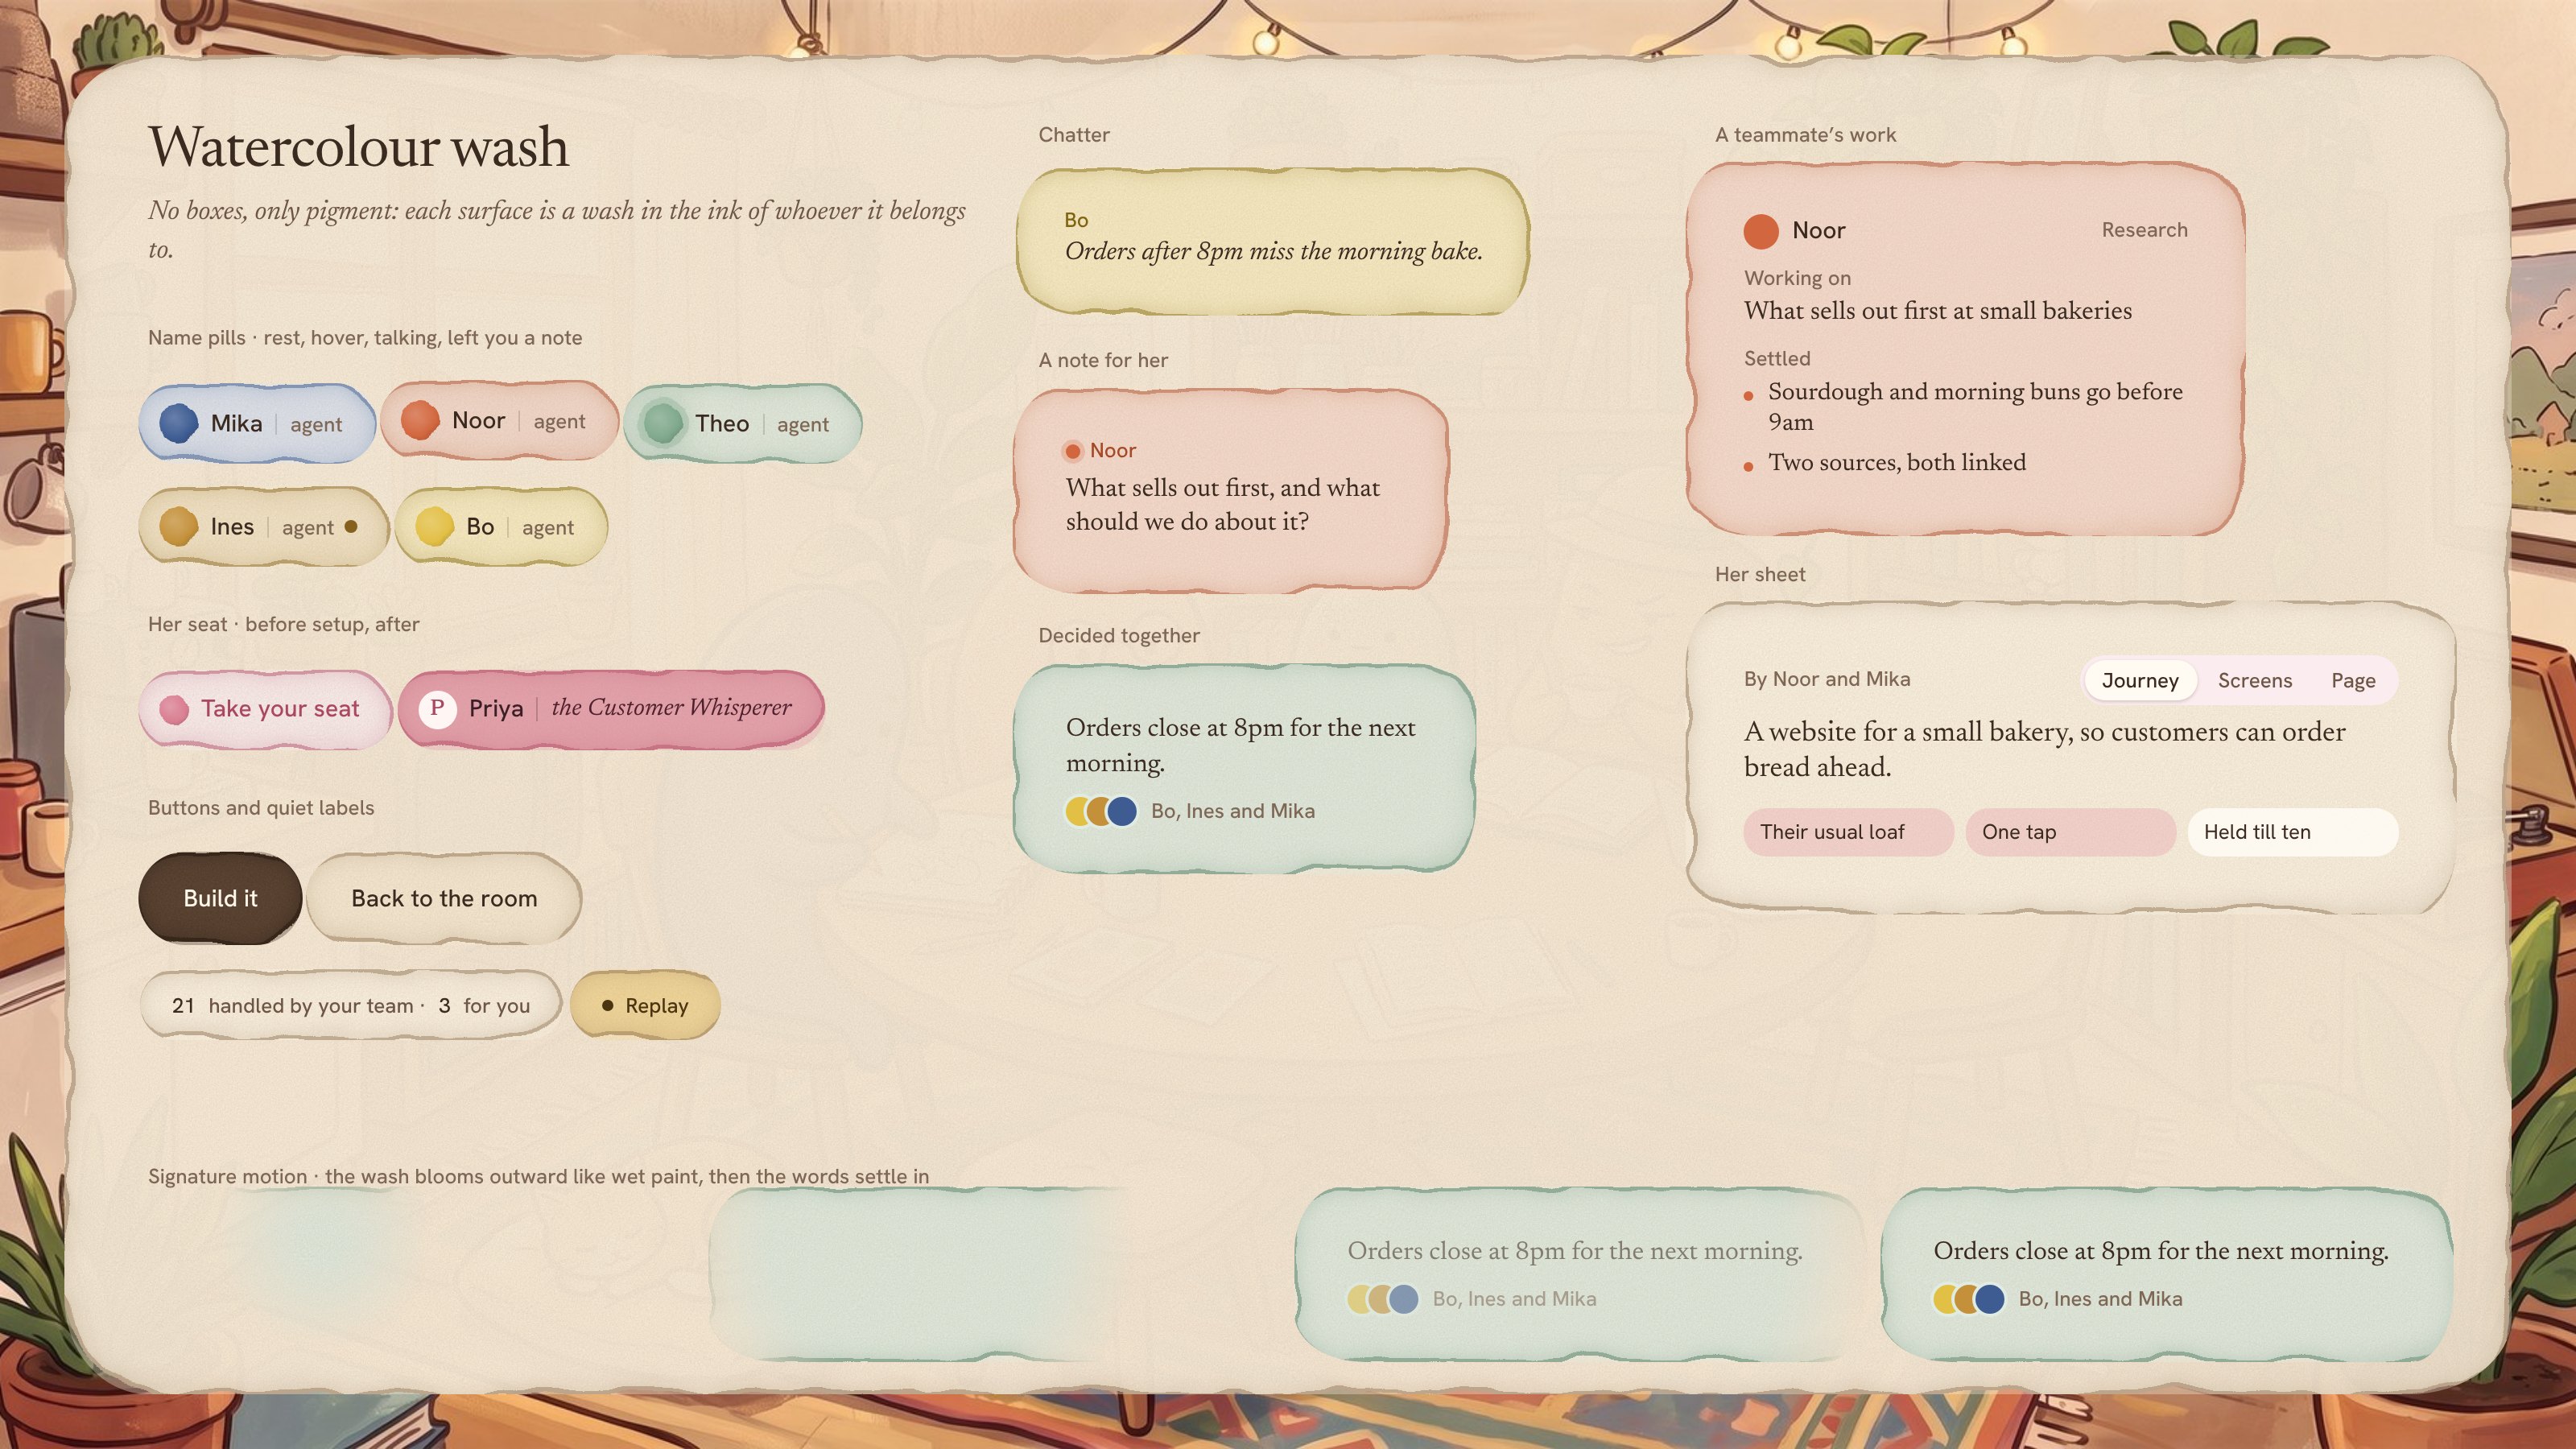 Watercolour wash
No boxes, only pigment: each surface is a wash in the ink of whoever it belongs
to.
Name pills · rest, hover, talking, left you a note
Mika | agent
Noor | agent
Theo | agent
Ines | agent
Bo | agent
Her seat · before setup, after
Take your seat
P Priya | the Customer Whisperer
Buttons and quiet labels
Build it
Back to the room
21 handled by your team · 3 for you
Replay
Chatter
Bo
Orders after 8pm miss the morning bake.
A note for her
Noor
What sells out first, and what
should we do about it?
Decided together
Orders close at 8pm for the next
morning.
Bo, Ines and Mika
A teammate’s work
Noor
Research
Working on
What sells out first at small bakeries
Settled
Sourdough and morning buns go before
9am
Two sources, both linked
Her sheet
By Noor and Mika
Journey
Screens
Page
A website for a small bakery, so customers can order
bread ahead.
Their usual loaf
One tap
Held till ten
Signature motion · the wash blooms outward like wet paint, then the words settle in
Orders close at 8pm for the next morning.
Bo, Ines and Mika
Orders close at 8pm for the next morning.
Bo, Ines and Mika